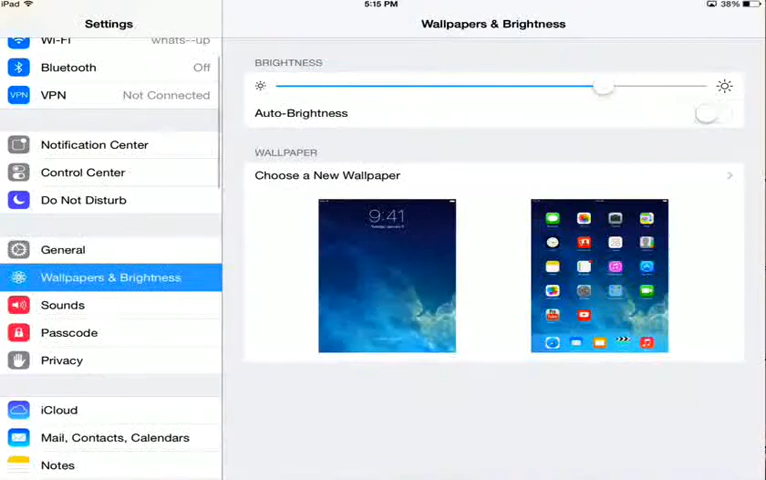 iPad
5:15 PM
38%
Settings
Wallpapers & Brightness
Wi-Fi
whats--up
Bluetooth
Off
VPN
VPN
Not Connected
Notification Center
Control Center
Do Not Disturb
General
Wallpapers & Brightness
Sounds
Passcode
Privacy
iCloud
Mail, Contacts, Calendars
Notes
BRIGHTNESS
Auto-Brightness
WALLPAPER
Choose a New Wallpaper
9:41